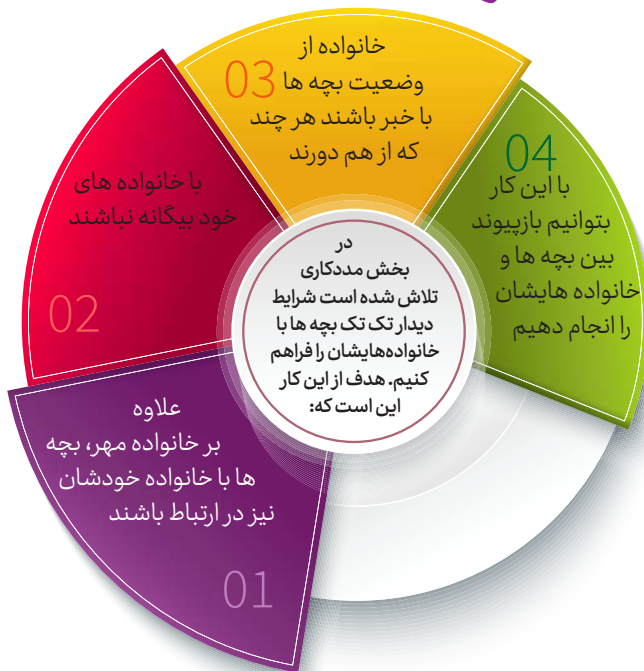 در
بخش مددکاری
تلاش شده است شرایط
دیدار تک تک بچه ها با
خانواده‌هایشان را فراهم
کنیم. هدف از این کار
این است که:
علاوه
بر خانواده مهر، بچه
ها با خانواده خودشان
نیز در ارتباط باشند
01
با خانواده های
خود بیگانه نباشند
02
خانواده از
وضعیت بچه ها
با خبر باشند هر چند
که از هم دورند
03
04
با این کار
بتوانیم بازپیوند
بین بچه ها و
خانواده هایشان
را انجام دهیم